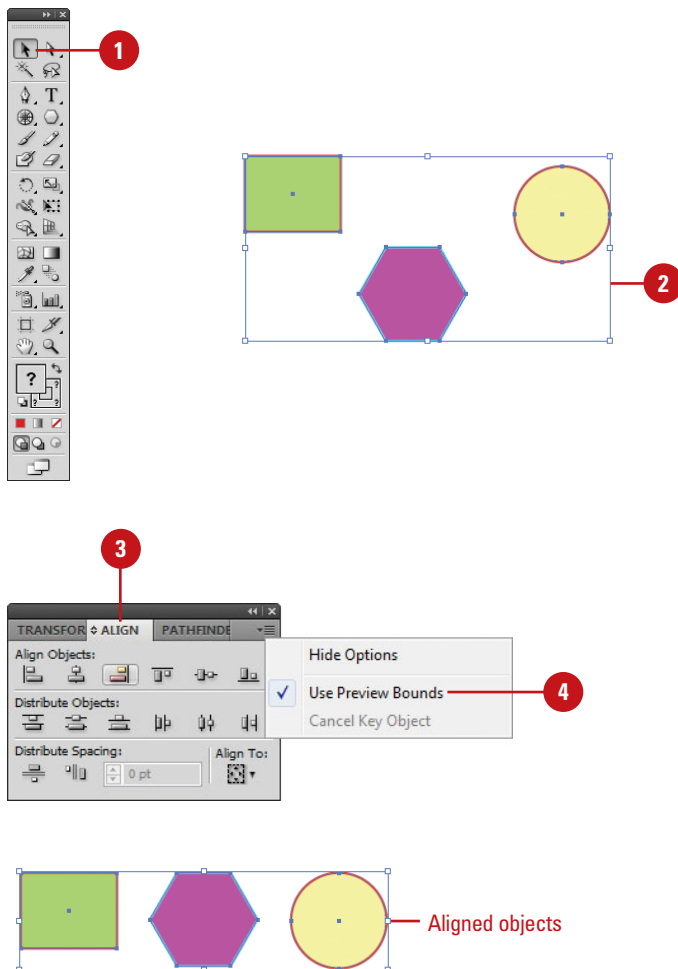 1
T
2
?
?
?
?
3
TRANSFOR ALIGN PATHFINDE
Align Objects:
Hide Options
Use Preview Bounds
4
Distribute Objects:
Cancel Key Object
Distribute Spacing:
Align To:
0 pt
Aligned objects